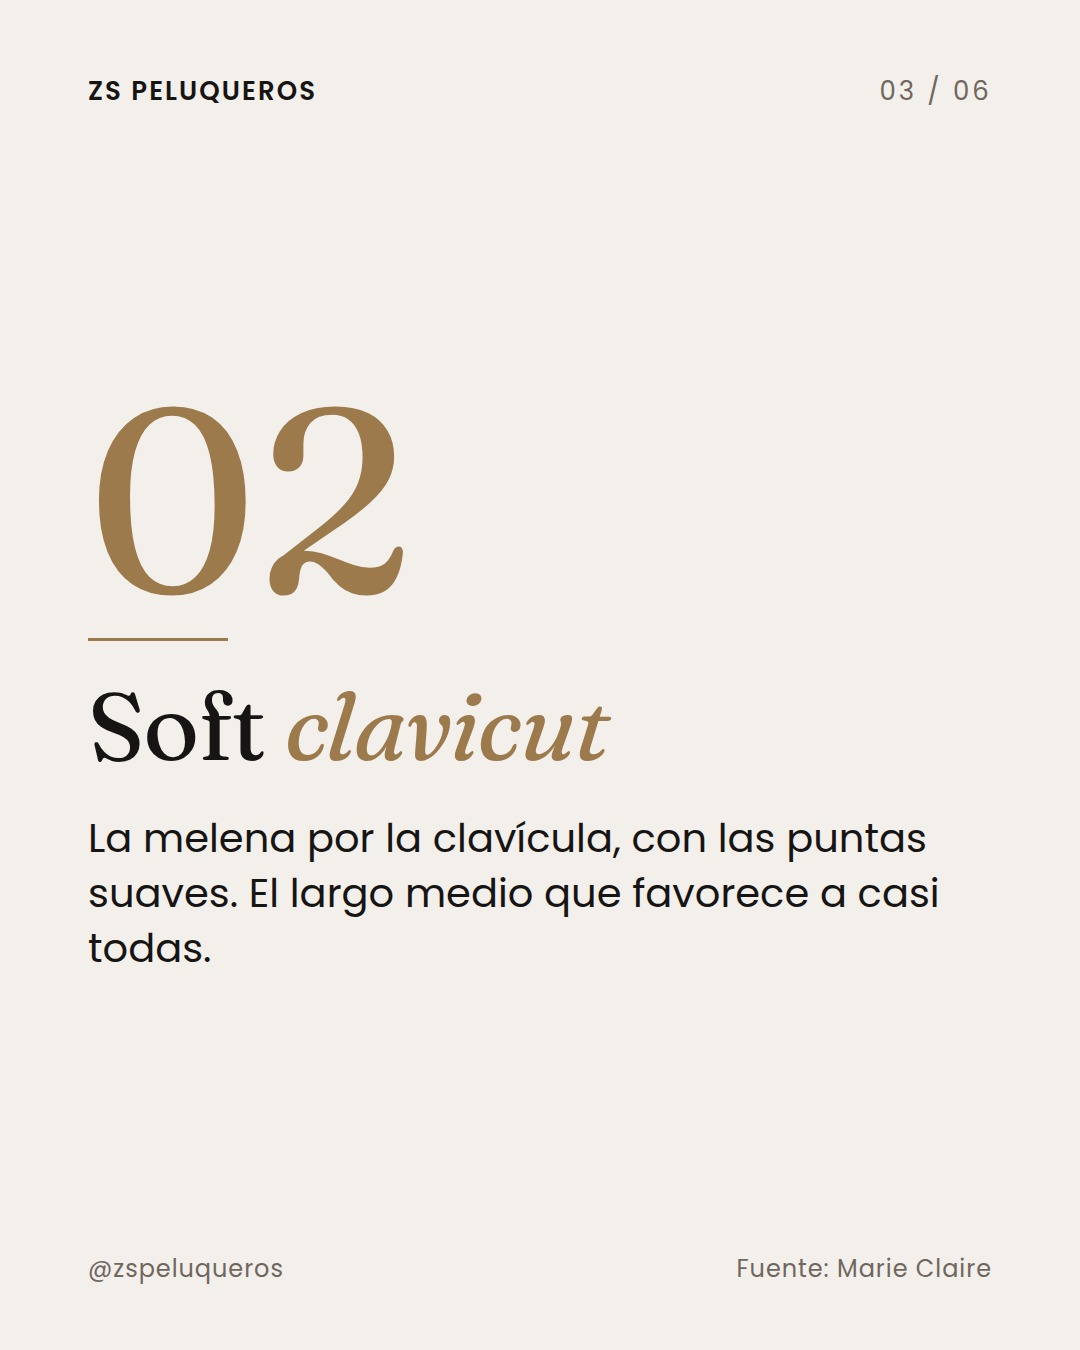 ZS PELUQUEROS
03 / 06
02
Soft clavicut
La melena por la clavícula, con las puntas
suaves. El largo medio que favorece a casi
todas.
@zspeluqueros
Fuente: Marie Claire